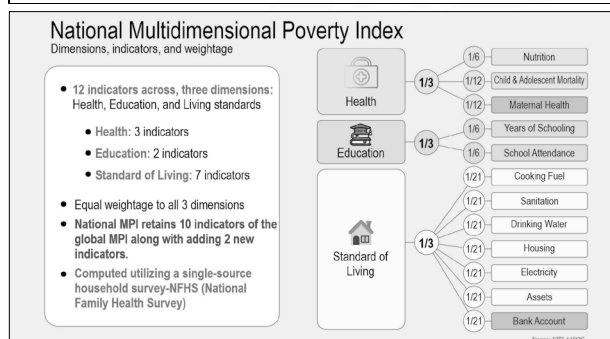 National Multidimensional Poverty Index
Dimensions, indicators, and weightage
12 indicators across, three dimensions:
Health, Education, and Living standards
Health: 3 indicators
Education: 2 indicators
Standard of Living: 7 indicators
Equal weightage to all 3 dimensions
National MPI retains 10 indicators of the
global MPI along with adding 2 new
indicators.
Computed utilizing a single-source
household survey-NFHS (National
Family Health Survey)
Health
1/3
1/6 Nutrition
1/12 Child & Adolescent Mortality
1/12 Maternal Health
Education
1/3
1/6 Years of Schooling
1/6 School Attendance
Standard of
Living
1/3
1/21 Cooking Fuel
1/21 Sanitation
1/21 Drinking Water
1/21 Housing
1/21 Electricity
1/21 Assets
1/21 Bank Account